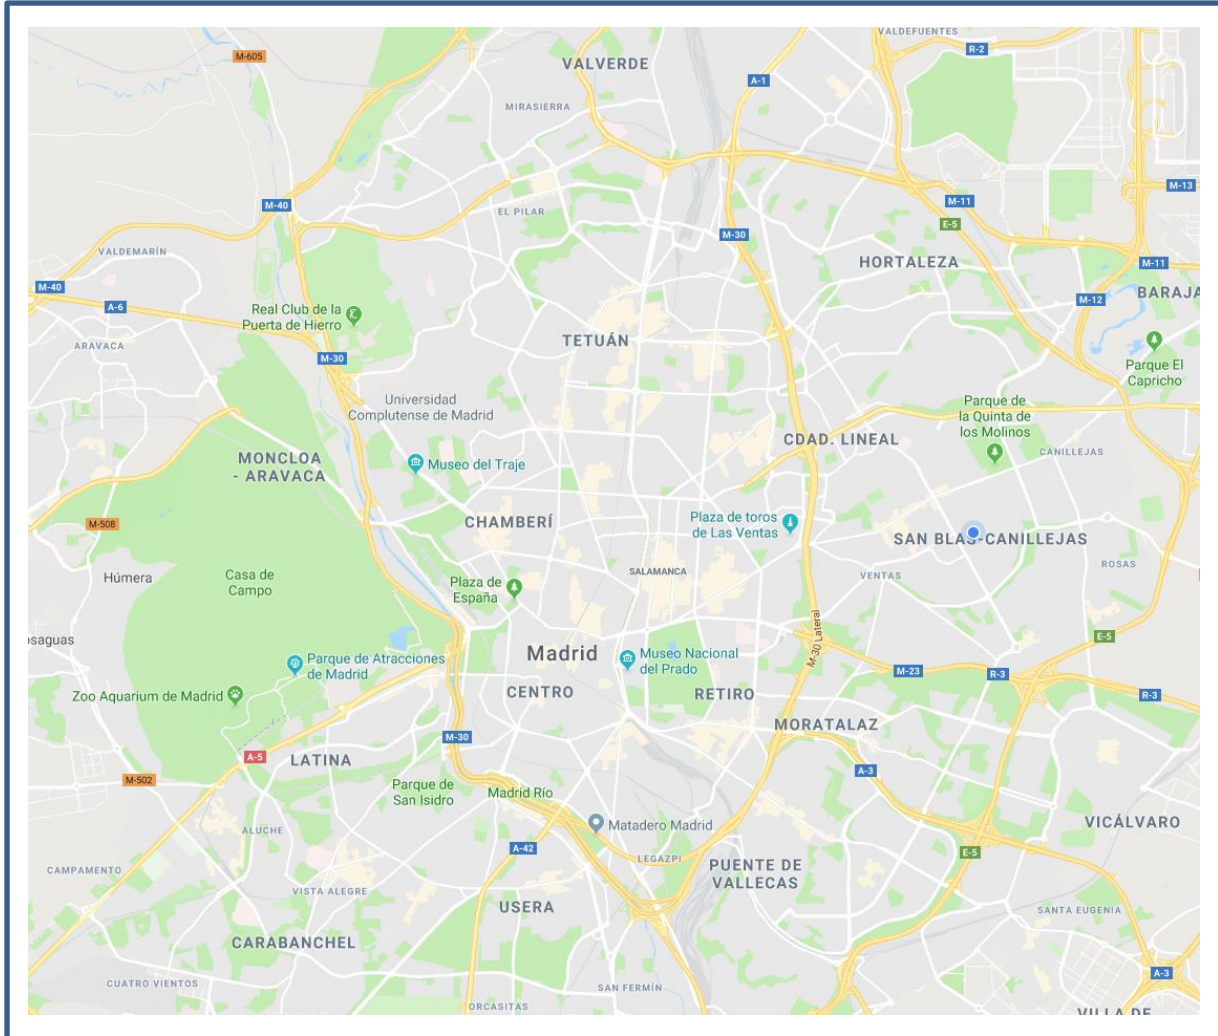 VALDEFUENTES
R-2
M-605
VALVERDE
A-1
MIRASIERRA
M-13
M-40
M-11
EL PILAR
E-5
M-30
VALDEMARÍN
HORTALEZA
M-11
M-40
BARAJA
M-12
A-6
Real Club de la
Puerta de Hierro
TETUÁN
ARAVACA
M-30
Parque El
Capricho
Universidad
Complutense de Madrid
Parque de
la Quinta de
los Molinos
CDAD. LINEAL
CANILLEJAS
MONCLOA
- ARAVACA
Museo del Traje
M-508
CHAMBERÍ
Plaza de toros
de Las Ventas
SAN BLAS-CANILLEJAS
ROSAS
Húmera
Casa de
Campo
SALAMANCA
VENTAS
Plaza de
España
osaguas
M-30 Lateral
E-5
Madrid
Museo Nacional
del Prado
Parque de Atracciones
de Madrid
M-23
R-3
R-3
Zoo Aquarium de Madrid
CENTRO
RETIRO
MORATALAZ
M-30
A-5
LATINA
A-3
M-502
Parque de
San Isidro
Madrid Río
Matadero Madrid
VICÁLVARO
ALUCHE
A-42
E-5
LEGAZPI
CAMPAMENTO
PUENTE DE
VALLECAS
VISTA ALEGRE
USERA
SANTA EUGENIA
CARABANCHEL
A-3
CUATRO VIENTOS
SAN FERMÍN
ORCASITAS
VILLA DE